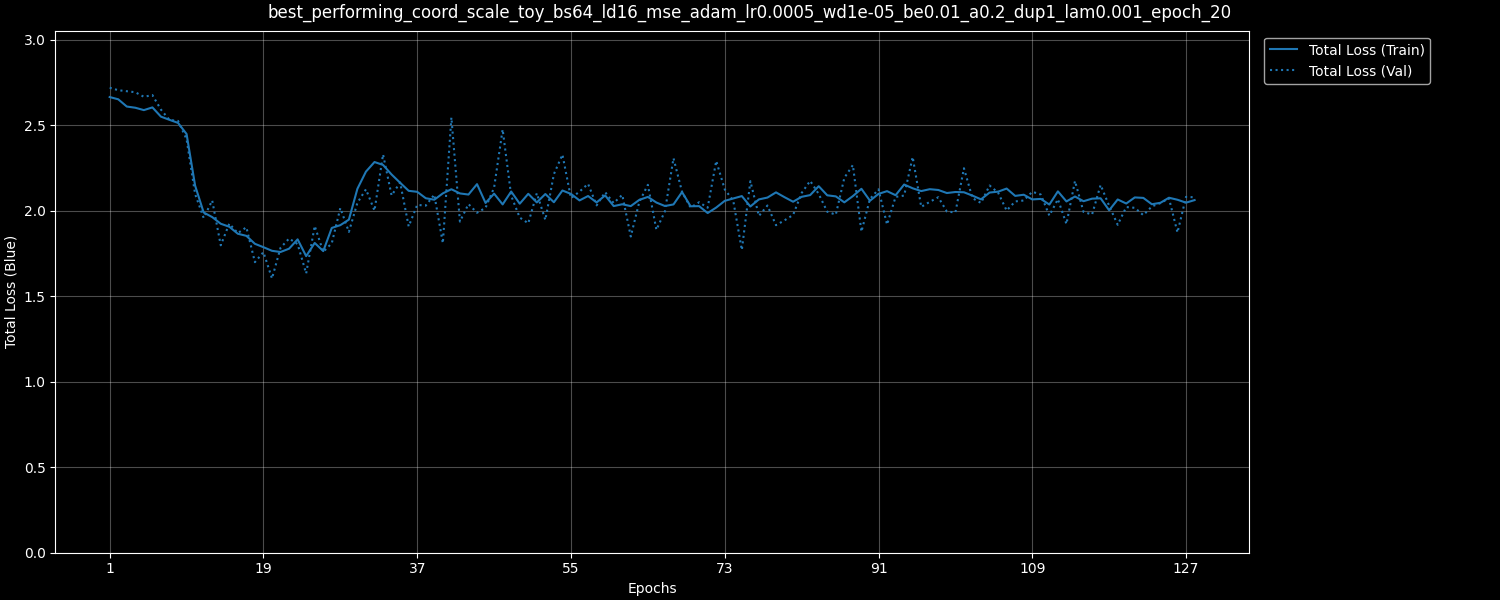 best_performing_coord_scale_toy_bs64_ld16_mse_adam_lr0.0005_wd1e-05_be0.01_a0.2_dup1_lam0.001_epoch_20
Total Loss (Train)
Total Loss (Val)
Total Loss (Blue)
3.0
2.5
2.0
1.5
1.0
0.5
0.0
1 19 37 55 73 91 109 127
Epochs